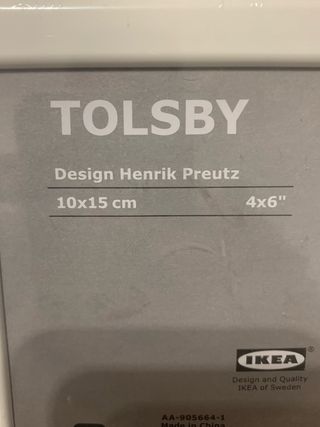 TOLSBY
Design Henrik Preutz
10x15 cm 4x6"
IKEA®
Design and Quality
IKEA of Sweden
AA-905664-1
Made in China